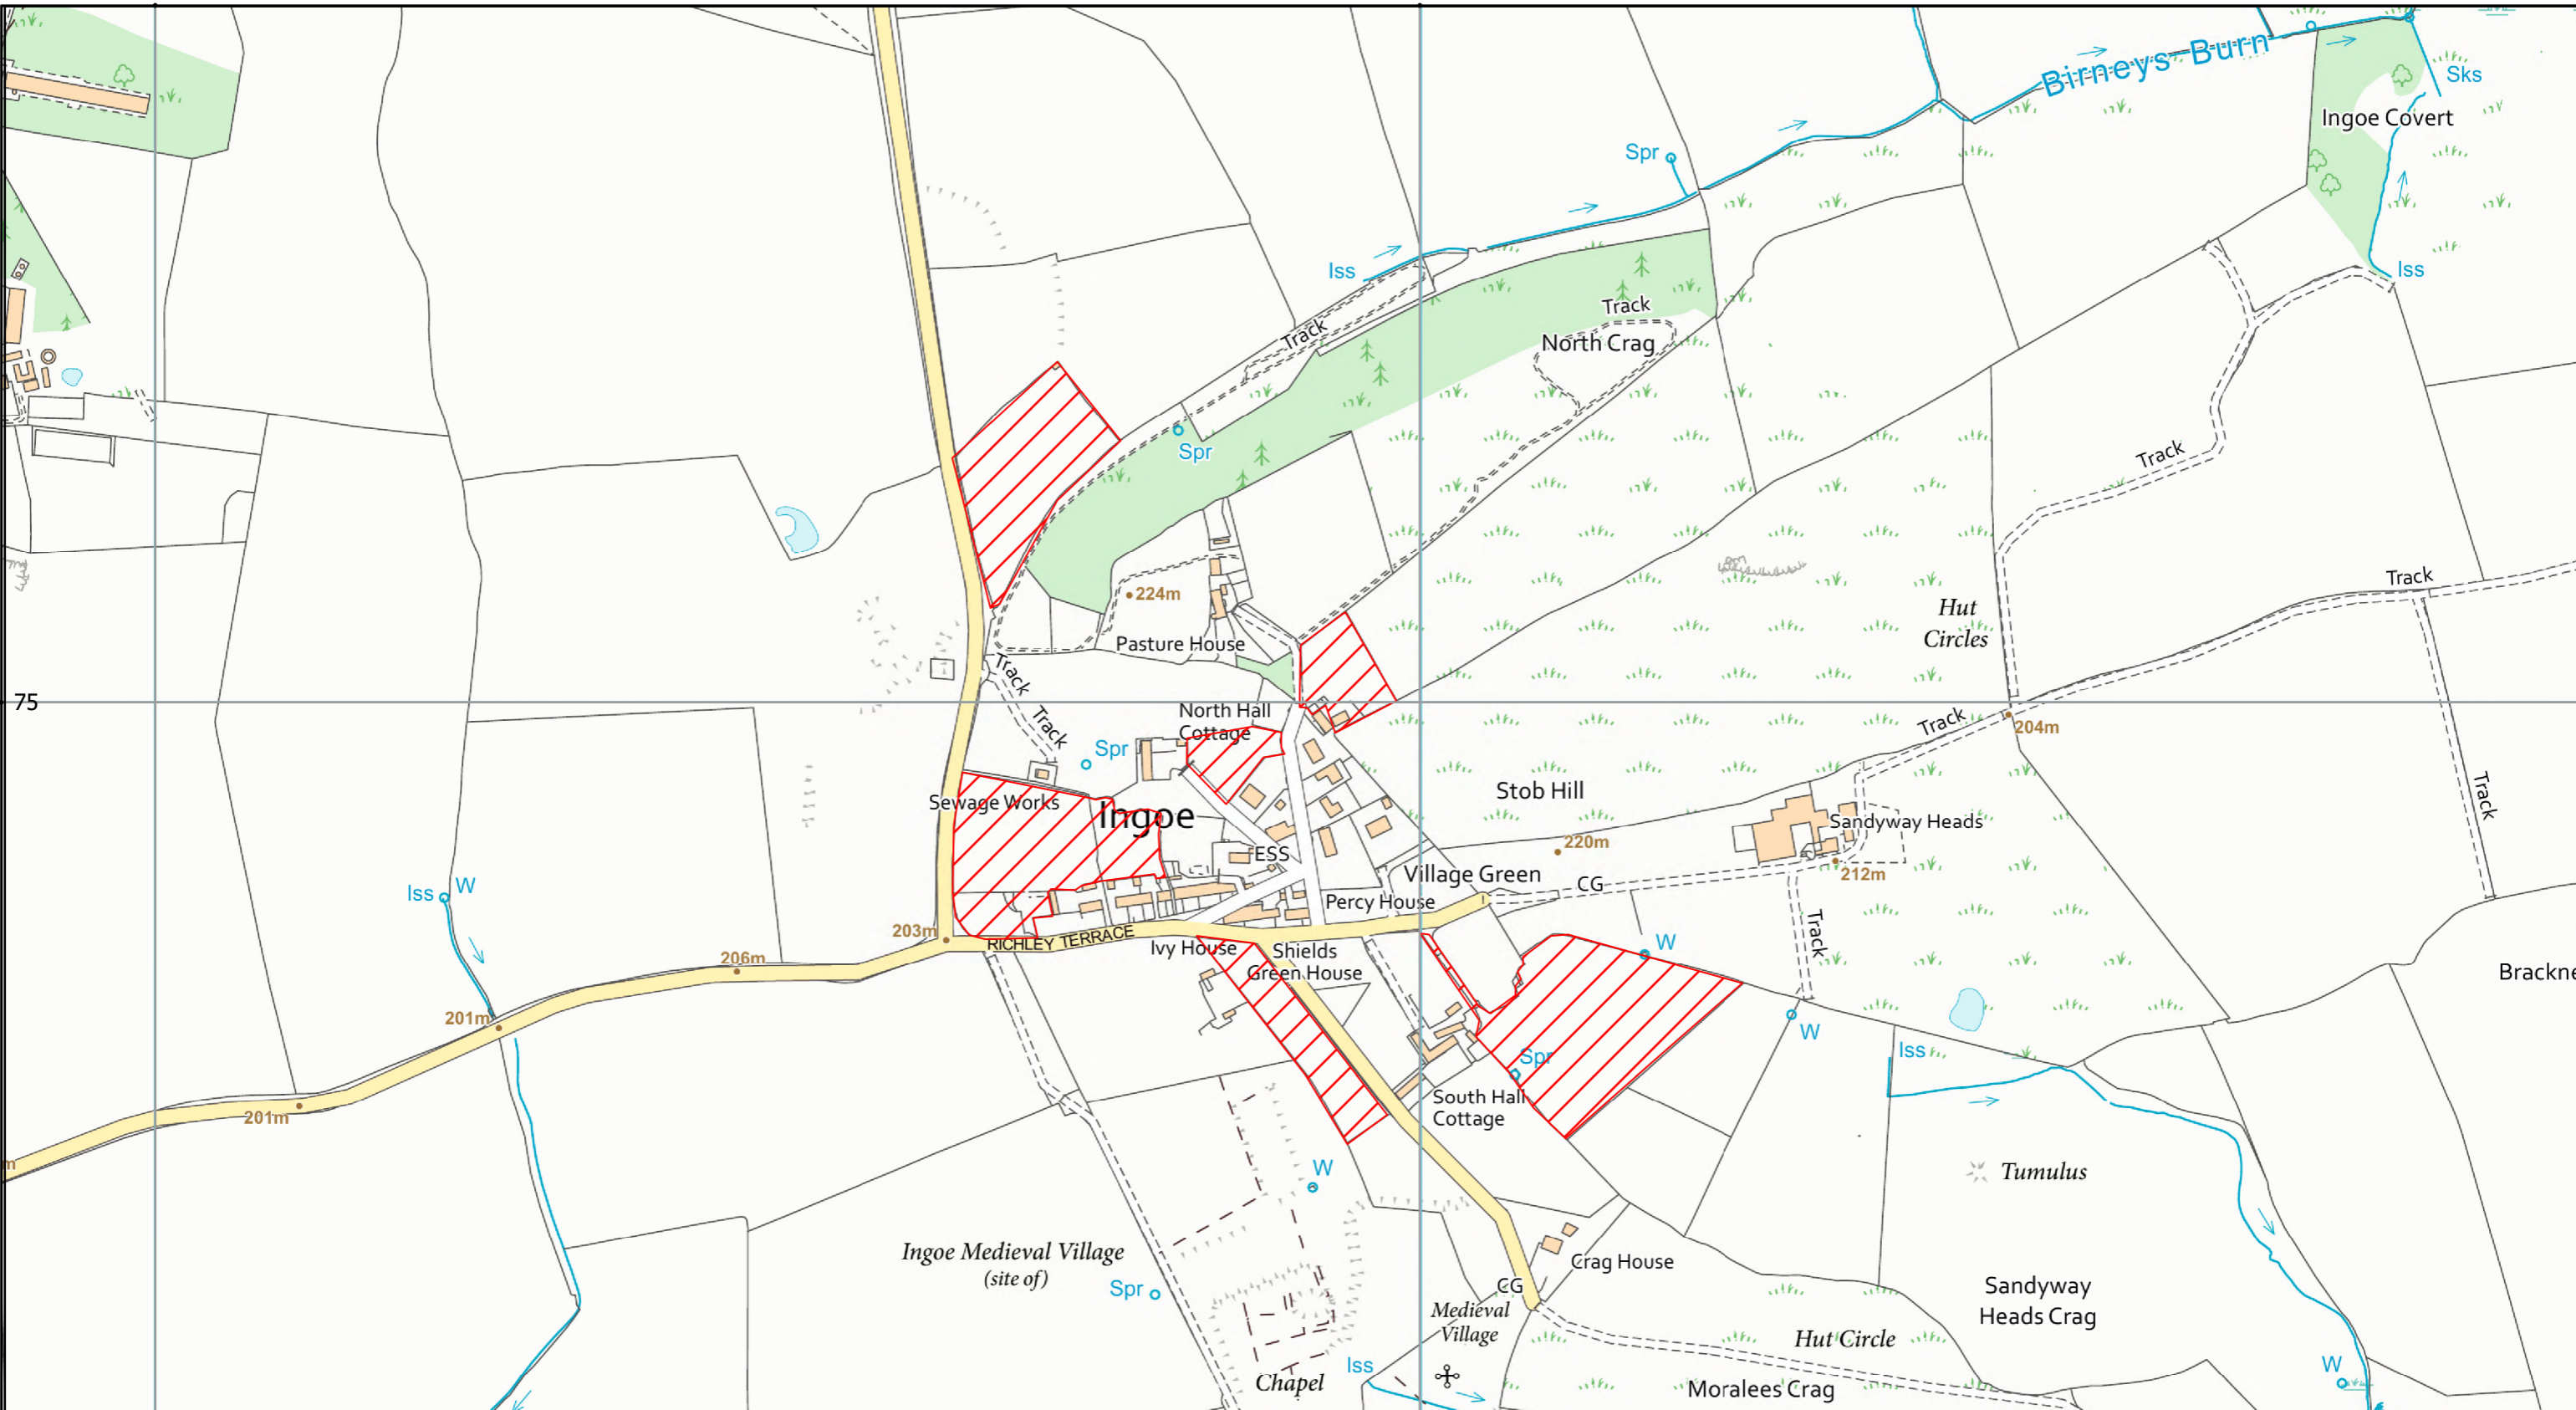 Birneys Burn
Sks
Ingoe Covert
Spr
Iss
Iss
Track
Track
North Crag
Spr
Track
Track
224m
Hut
Circles
Pasture House
Track
75
North Hall
Cottage
Track
Track
204m
Spr
Track
Stob Hill
Sewage Works
Ingoe
Sandyway Heads
220m
ESS
Village Green
CG
212m
Iss
W
Percy House
203m
RICHLEY TERRACE
Ivy House
Shields
Green House
W
Track
206m
Brackne
201m
W
Iss
Spr
201m
South Hall
Cottage
m
W
Tumulus
Ingoe Medieval Village
(site of)
Spr
Crag House
CG
Medieval
Village
Sandyway
Heads Crag
Hut Circle
Iss
W
Chapel
Moralees Crag